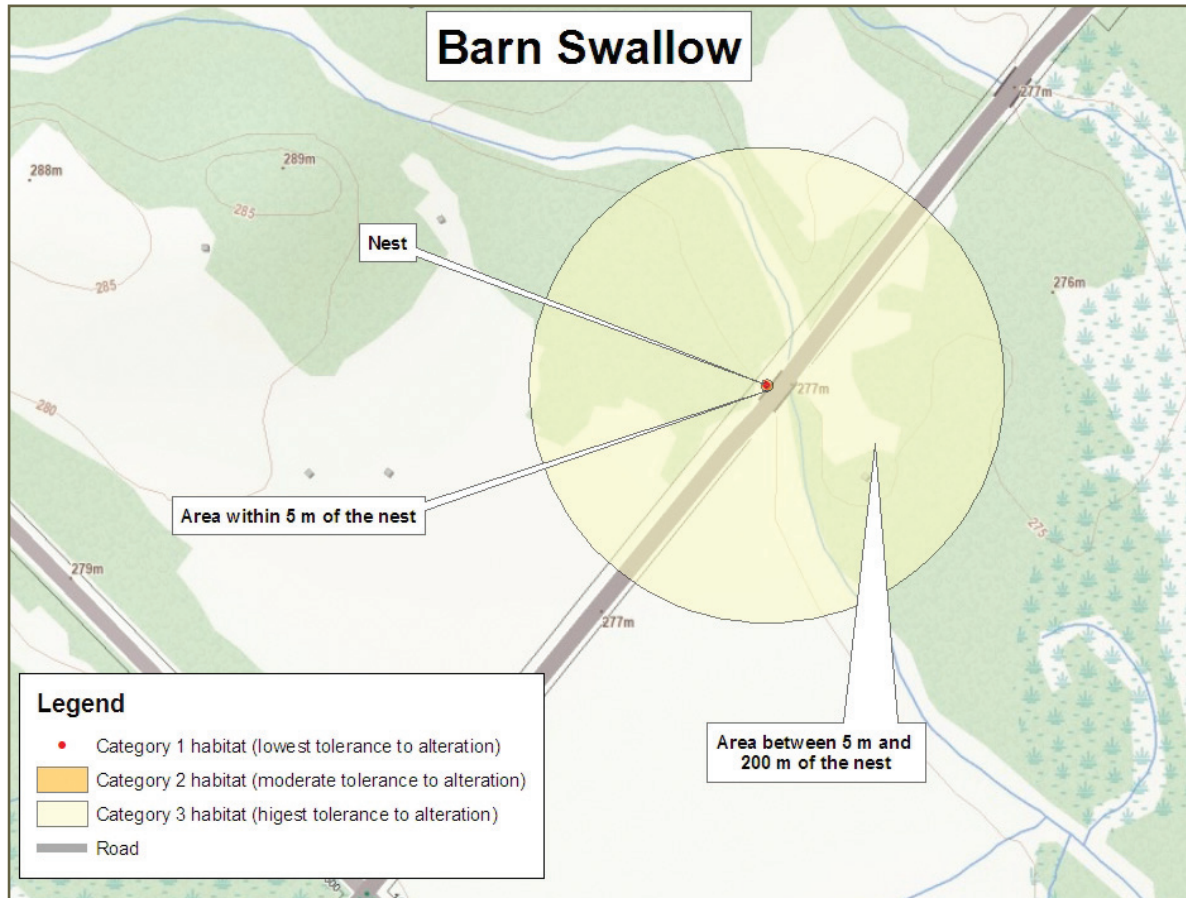 Barn Swallow
277m
289m
288m
285
Nest
285
276m
277m
280
Area within 5 m of the nest
275
279m
277m
Legend
Category 1 habitat (lowest tolerance to alteration)
Category 2 habitat (moderate tolerance to alteration)
Category 3 habitat (higest tolerance to alteration)
Road
Area between 5 m and
200 m of the nest